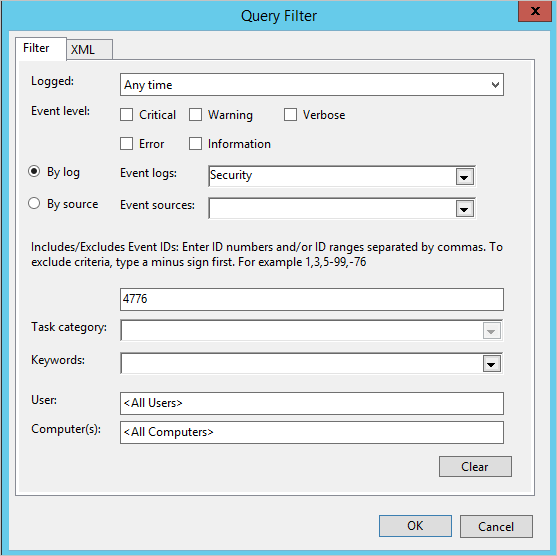 Query Filter
x
Filter XML
Logged: Any time
Event level: Critical Warning Verbose
Error Information
By log Event logs: Security
By source Event sources:
Includes/Excludes Event IDs: Enter ID numbers and/or ID ranges separated by commas. To
exclude criteria, type a minus sign first. For example 1,3,5-99,-76
4776
Task category:
Keywords:
User: <All Users>
Computer(s): <All Computers>
Clear
OK Cancel